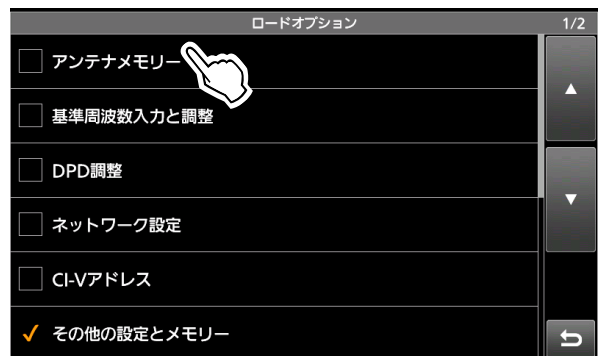 ロードオプション 1/2
アンテナメモリー
基準周波数入力と調整
DPD調整
ネットワーク設定
CI-Vアドレス
その他の設定とメモリー